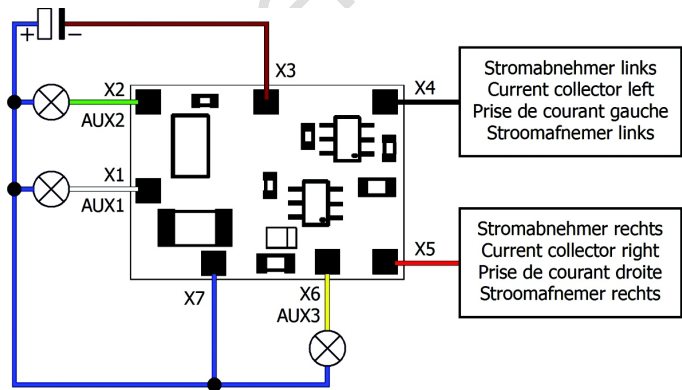 + −
X3
X2
AUX2
X4
Stromabnehmer links
Current collector left
Prise de courant gauche
Stroomafnemer links
X1
AUX1
Stromabnehmer rechts
Current collector right
Prise de courant droite
Stroomafnemer rechts
X5
X7
X6
AUX3